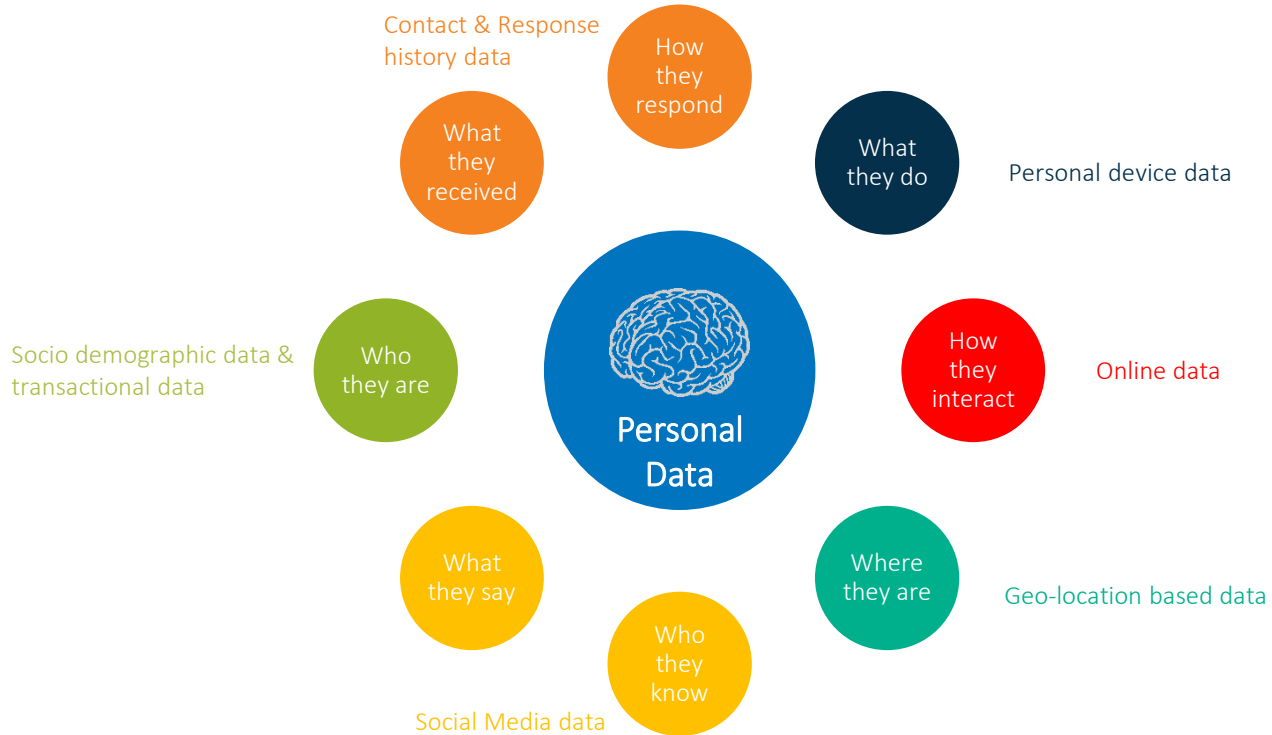 Contact & Response
history data
How
they
respond
What
they
received
What
they do
Personal device data
Socio demographic data &
transactional data
Who
they are
Personal
Data
How
they
interact
Online data
What
they say
Where
they are
Geo-location based data
Who
they
know
Social Media data